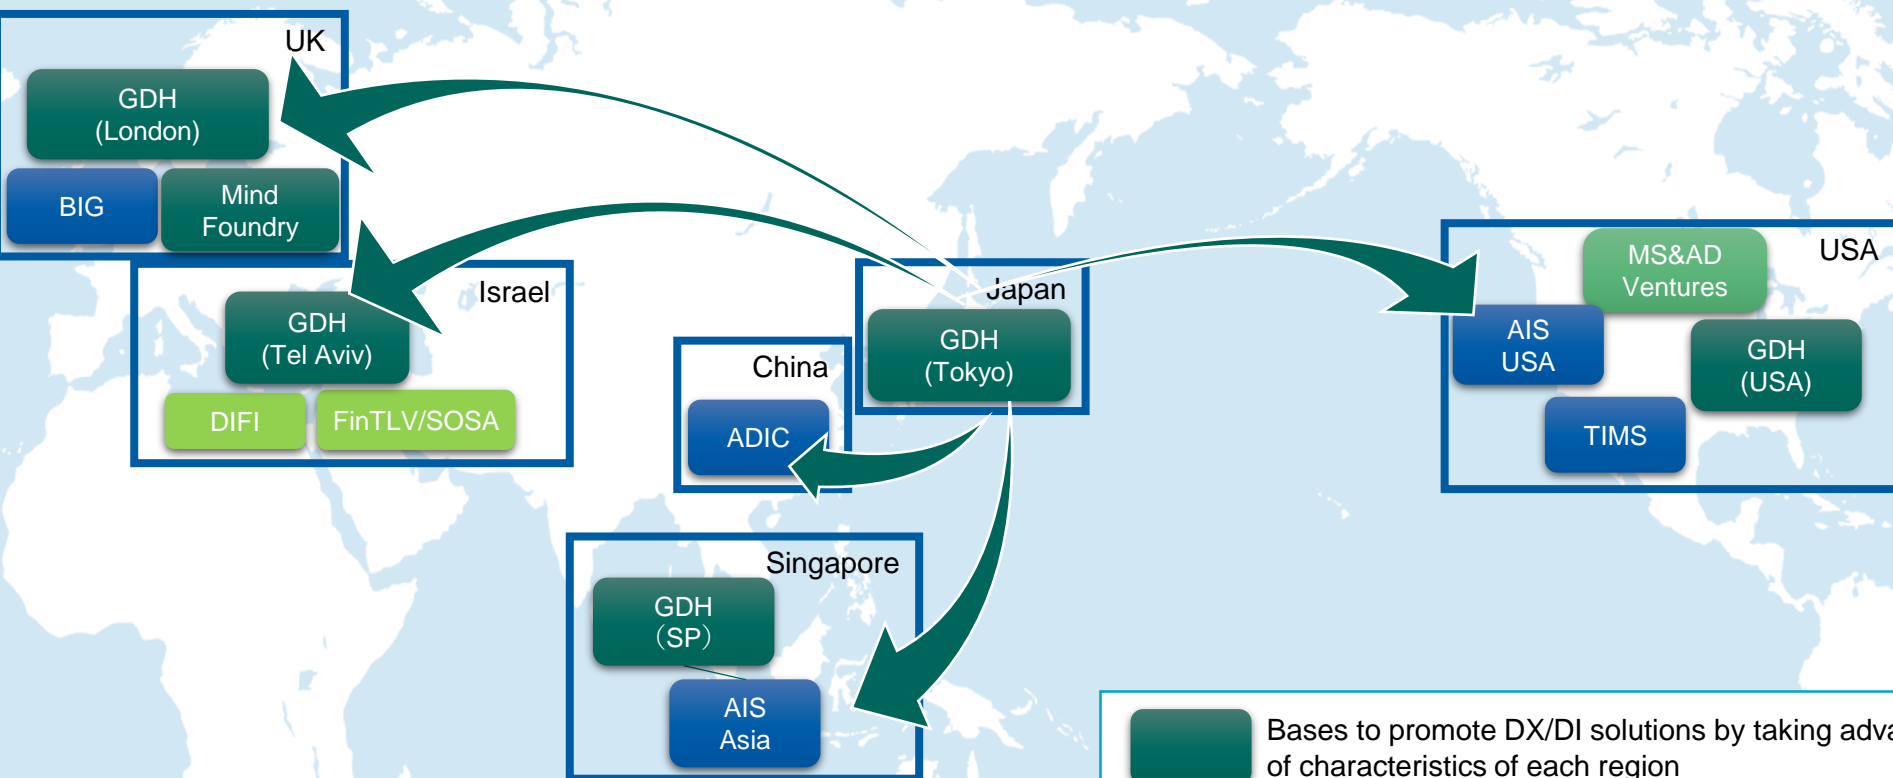 UK
GDH
(London)
BIG
Mind
Foundry
Israel
GDH
(Tel Aviv)
DIFI
FinTLV/SOSA
China
ADIC
Japan
GDH
(Tokyo)
Singapore
GDH
（SP）
AIS
Asia
USA
MS&AD
Ventures
AIS
USA
GDH
(USA)
TIMS
Bases to promote DX/DI solutions by taking
of characteristics of each region